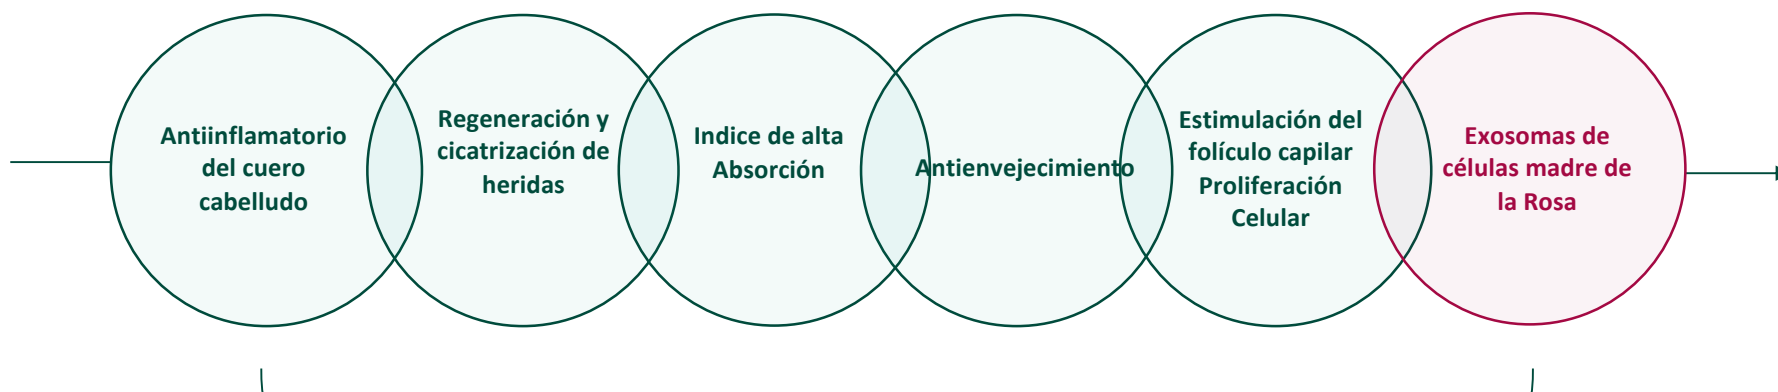 Antiinflamatorio
del cuero
cabelludo
Regeneración y
cicatrización de
heridas
Indice de alta
Absorción
Antienvejecimiento
Estimulación del
folículo capilar
Proliferación
Celular
Exosomas de
células madre de
la Rosa